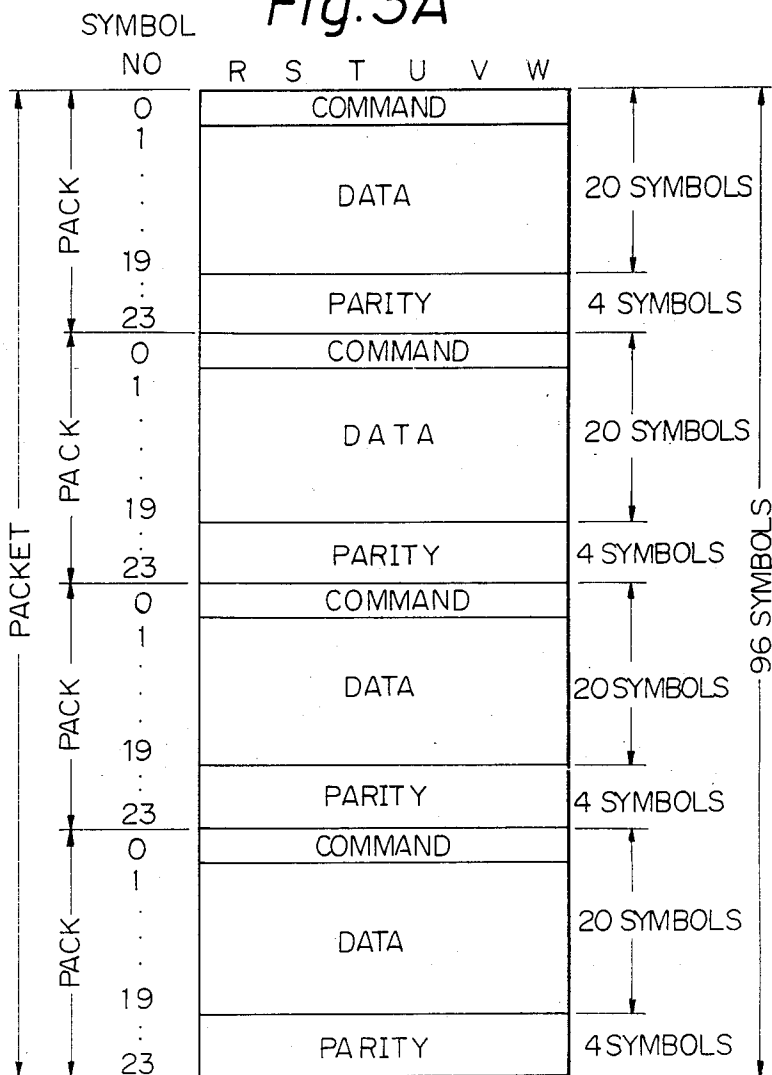 Fig. 3A
SYMBOL
NO
R S T U V W
0
COMMAND
1
.
.
.
DATA
20 SYMBOLS
PACK
19
.
.
23
PARITY
4 SYMBOLS
0
COMMAND
1
.
.
.
DATA
20 SYMBOLS
PACK
19
.
.
23
PARITY
4 SYMBOLS
PACKET
96 SYMBOLS
0
COMMAND
1
.
.
.
DATA
20 SYMBOLS
PACK
19
.
.
23
PARITY
4 SYMBOLS
0
COMMAND
1
.
.
.
DATA
20 SYMBOLS
PACK
19
.
.
23
PARITY
4 SYMBOLS